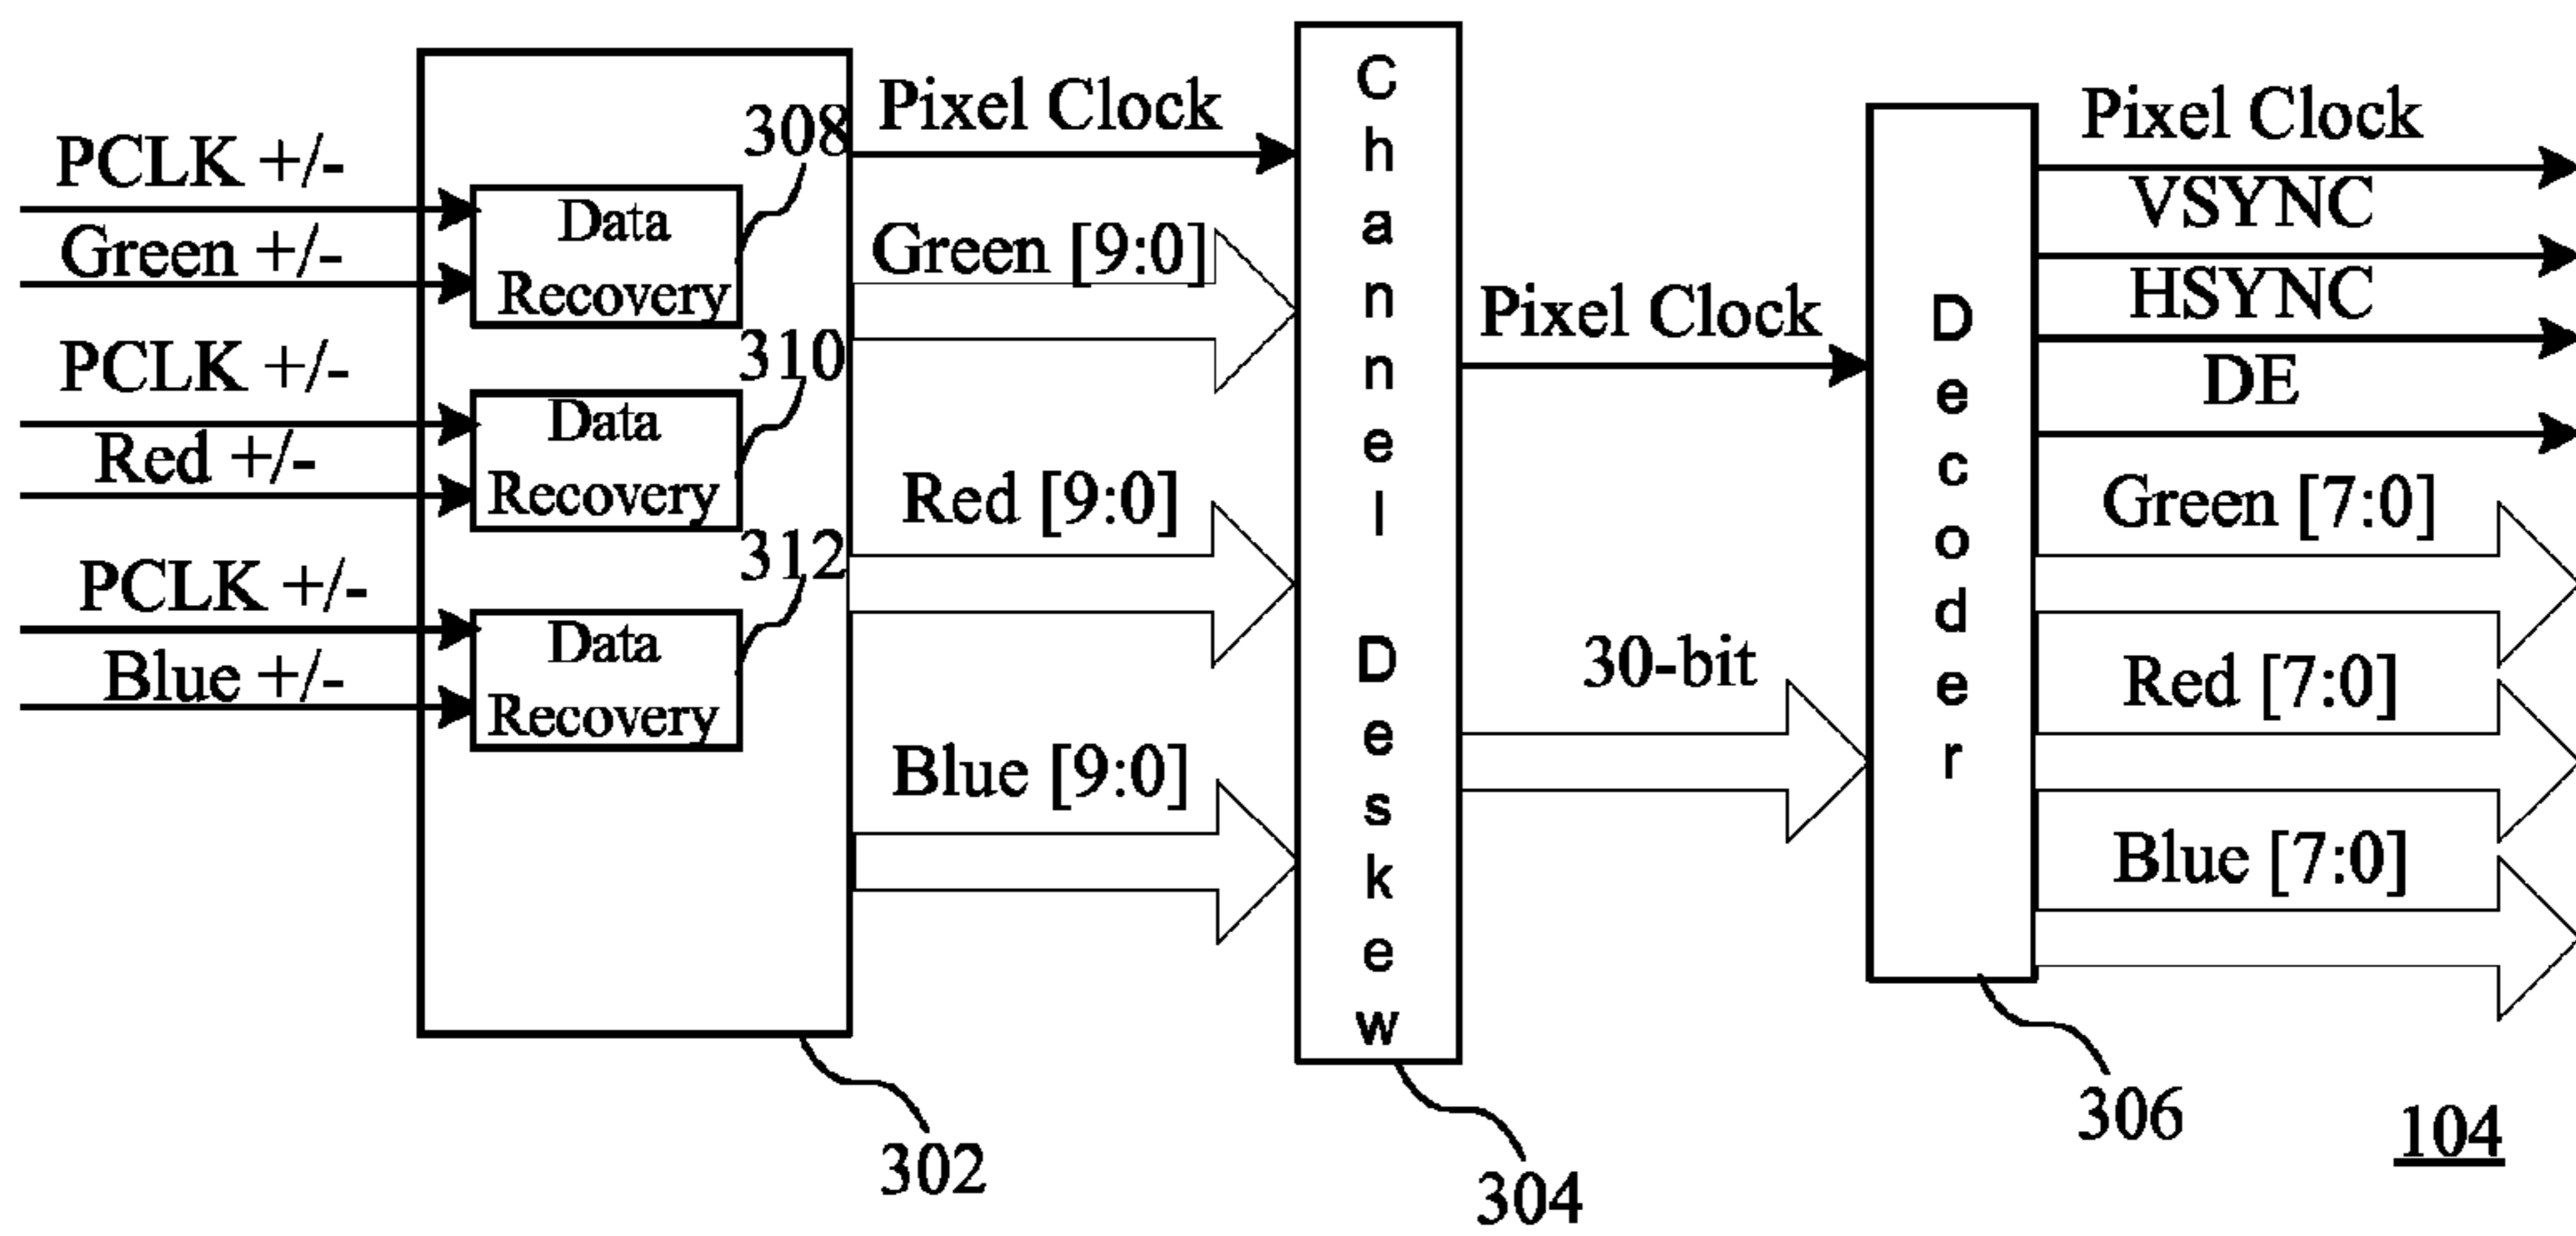 PCLK +/-
Green +/-
PCLK +/-
Red +/-
PCLK +/-
Blue +/-
308
Data
Recovery
310
Data
Recovery
312
Data
Recovery
302
Pixel Clock
Green [9:0]
Red [9:0]
Blue [9:0]
Channel Deskew
304
Pixel Clock
30-bit
Decoder
306
Pixel Clock
VSYNC
HSYNC
DE
Green [7:0]
Red [7:0]
Blue [7:0]
104